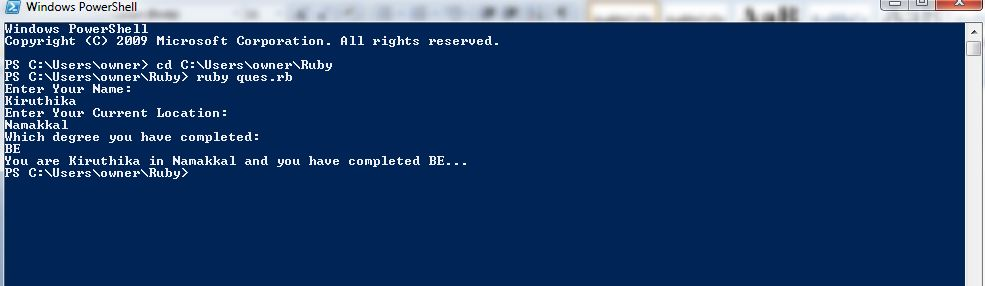 Windows PowerShell
Windows PowerShell
Copyright (C) 2009 Microsoft Corporation. All rights reserved.
PS C:\Users\owner> cd C:\Users\owner\Ruby
PS C:\Users\owner\Ruby> ruby ques.rb
Enter Your Name:
Kiruthika
Enter Your Current Location:
Namakkal
Which degree you have completed:
BE
You are Kiruthika in Namakkal and you have completed BE...
PS C:\Users\owner\Ruby>